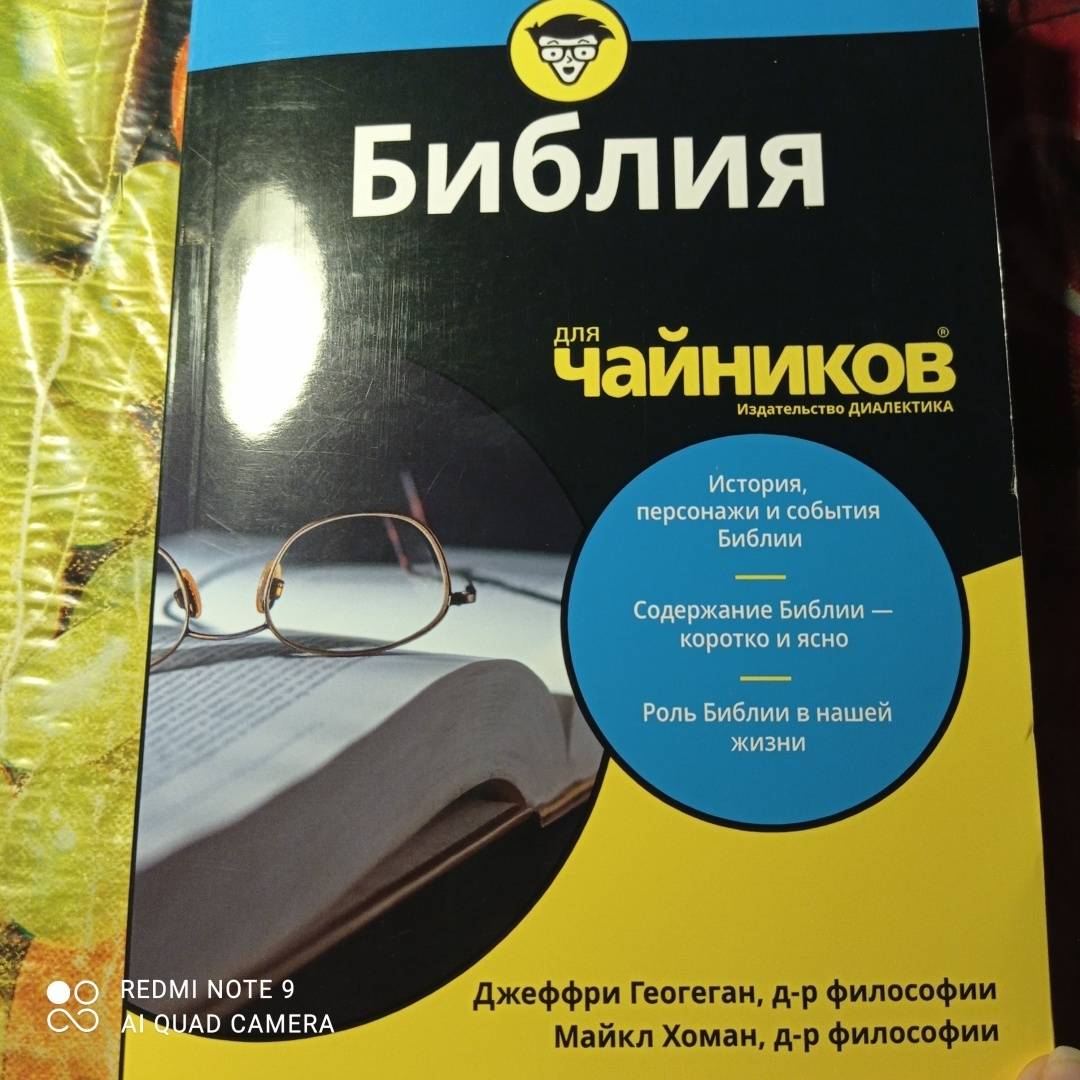 Библия
для
чайников®
Издательство ДИАЛЕКТИКА
История,
персонажи и события
Библии
Содержание Библии —
коротко и ясно
Роль Библии в нашей
жизни
Джеффри Геогеган, д-р философии
Майкл Хоман, д-р философии
REDMI NOTE 9
AI QUAD CAMERA